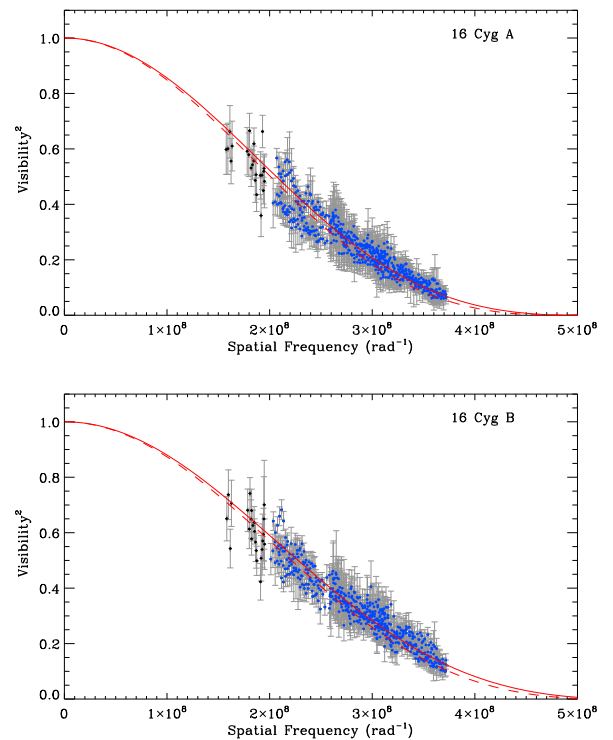 16 Cyg A
Visibility²
1.0
0.8
0.6
0.4
0.2
0.0
0 1×10⁸ 2×10⁸ 3×10⁸ 4×10⁸ 5×10⁸
Spatial Frequency (rad⁻¹)
16 Cyg B
Visibility²
1.0
0.8
0.6
0.4
0.2
0.0
0 1×10⁸ 2×10⁸ 3×10⁸ 4×10⁸ 5×10⁸
Spatial Frequency (rad⁻¹)